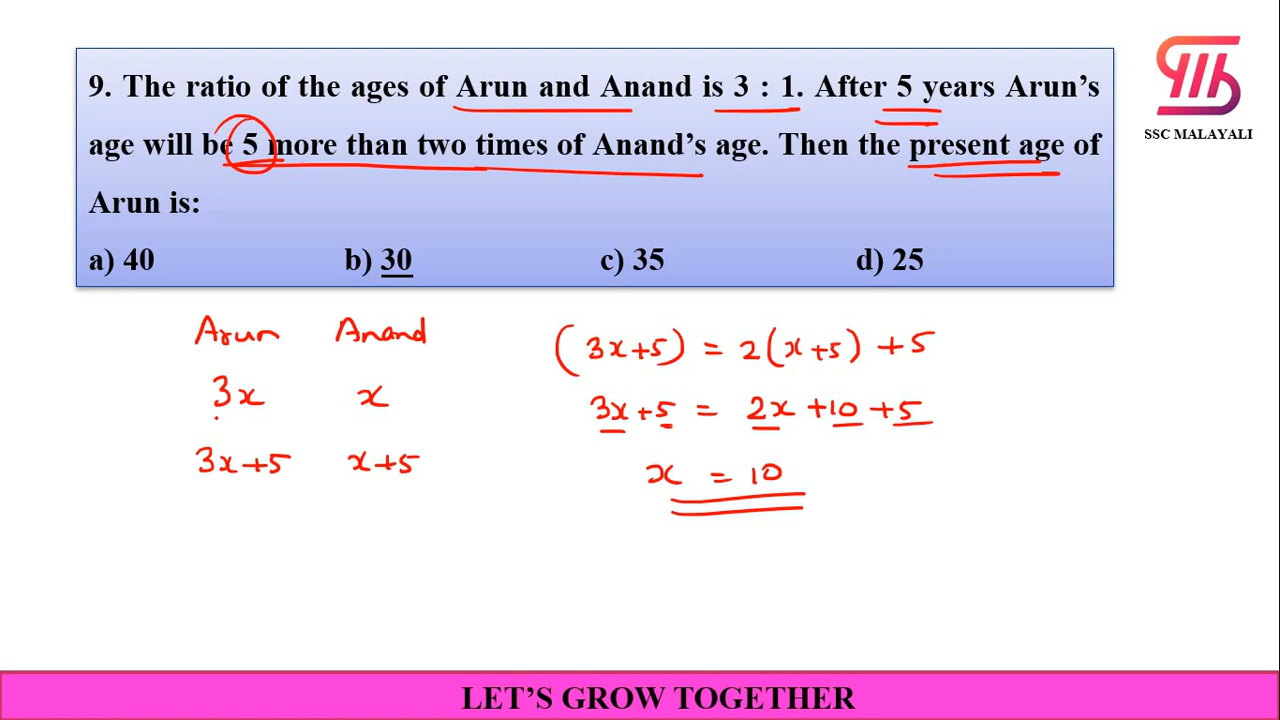 9. The ratio of the ages of Arun and Anand is 3 : 1. After 5 years Arun's
age will be 5 more than two times of Anand's age. Then the present age of
Arun is:
a) 40 b) 30 c) 35 d) 25
SSC MALAYALI
Arun Anand
3x x
3x+5 x+5
(3x+5) = 2(x+5) +5
3x+5 = 2x +10 +5
x = 10
LET'S GROW TOGETHER